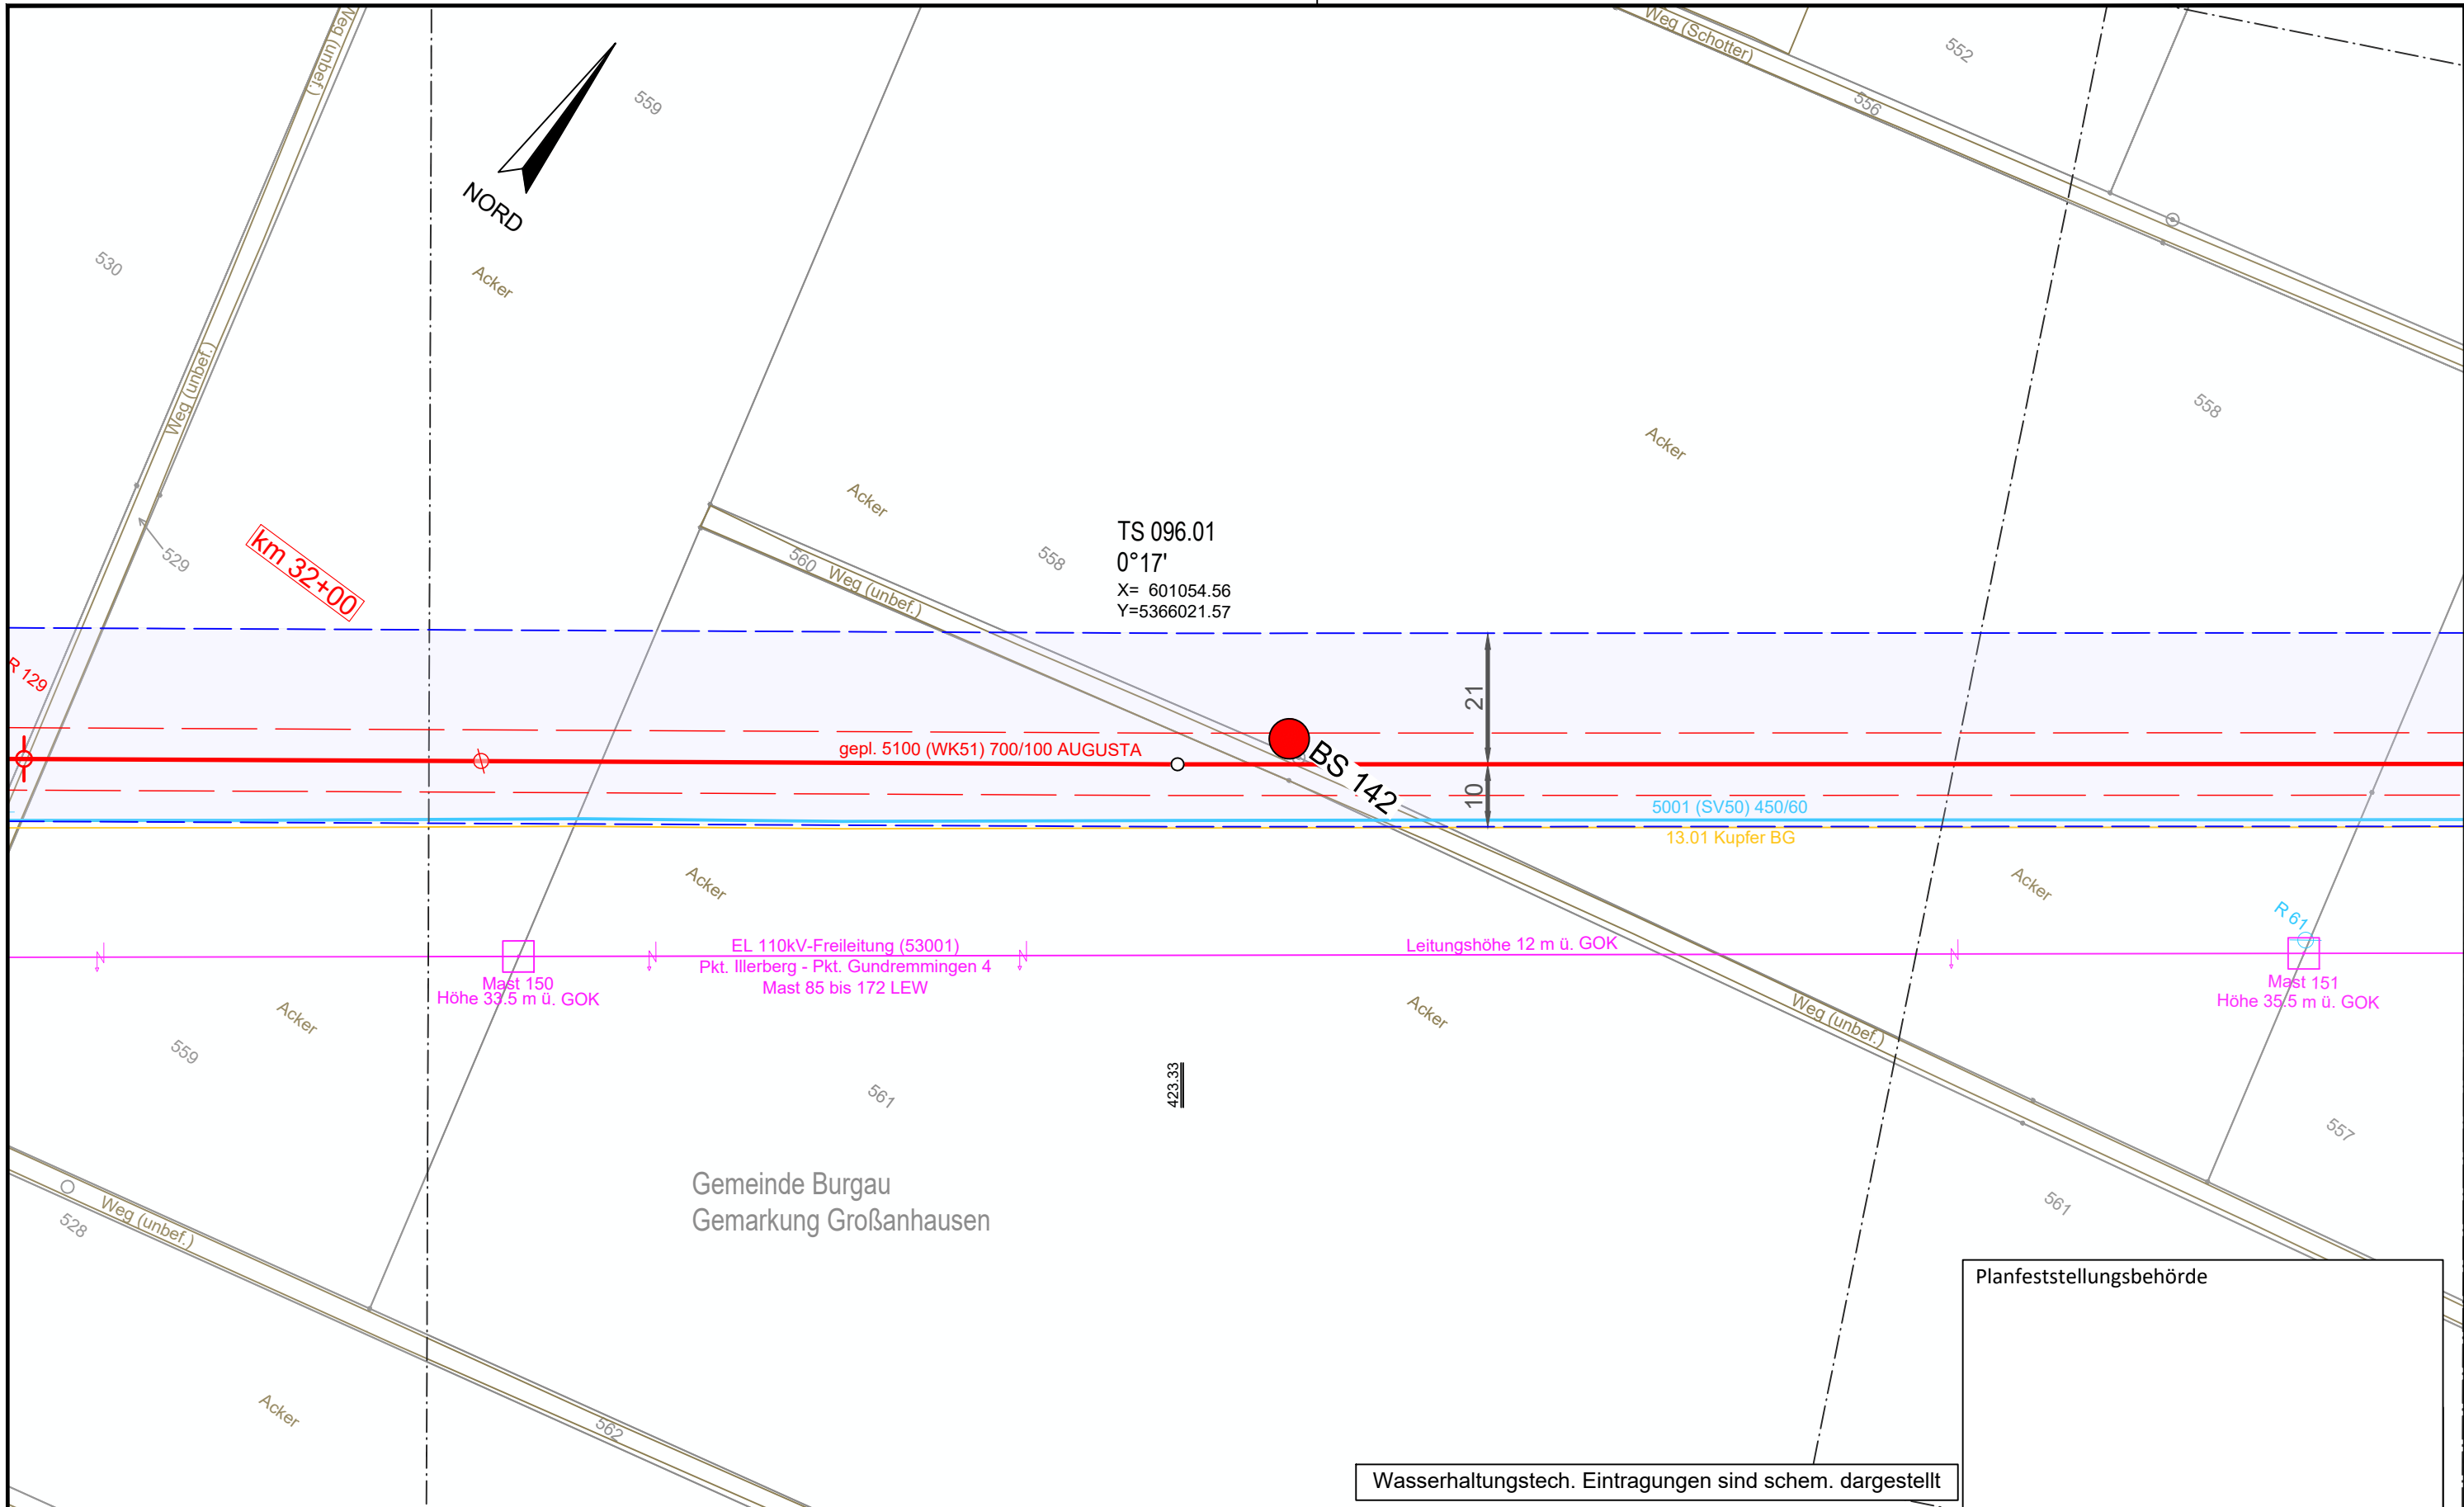 Weg (unbef.)
Weg (Schotter)
552
556
559
NORD
530
Acker
558
Weg (unbef.)
Acker
Acker
529
km 32+00
560
Weg (unbef.)
558
TS 096.01
0°17'
X= 601054.56
Y=5366021.57
R 129
21
gepl. 5100 (WK51) 700/100 AUGUSTA
BS 142
10
5001 (SV50) 450/60
13.01 Kupfer BG
Acker
Acker
R 61
EL 110kV-Freileitung (53001)
Pkt. Illerberg - Pkt. Gundremmingen 4
Mast 85 bis 172 LEW
Leitungshöhe 12 m ü. GOK
Mast 150
Höhe 33.5 m ü. GOK
Mast 151
Höhe 35.5 m ü. GOK
Acker
Acker
Weg (unbef.)
559
561
423.33
557
Gemeinde Burgau
Gemarkung Großanhausen
561
528
Weg (unbef.)
Planfeststellungsbehörde
Acker
562
Wasserhaltungstech. Eintragungen sind schem. dargestellt